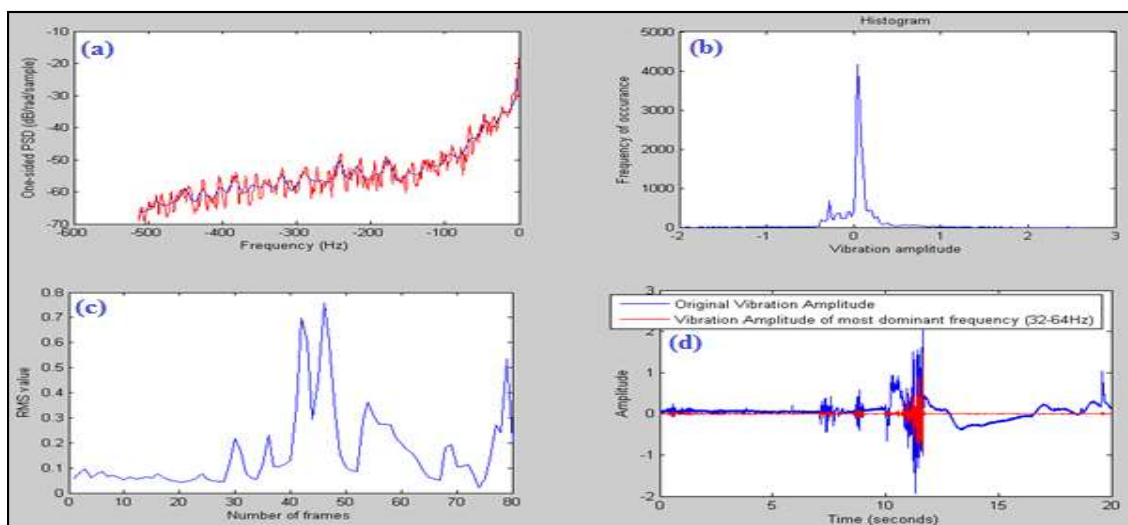 (a)
One-sided PSD (dB/rad/sample)
-10
-20
-30
-40
-50
-60
-70
-600 -500 -400 -300 -200 -100 0
Frequency (Hz)
Histogram
(b)
Frequency of occurance
5000
4000
3000
2000
1000
0
-2 -1 0 1 2 3
Vibration amplitude
(c)
RMS value
0.8
0.7
0.6
0.5
0.4
0.3
0.2
0.1
0
0 10 20 30 40 50 60 70 80
Number of frames
Original Vibration Amplitude
Vibration Amplitude of most dominant frequency (32-64Hz)
(d)
Amplitude
3
2
1
0
-1
-2
0 5 10 15 20
Time (seconds)